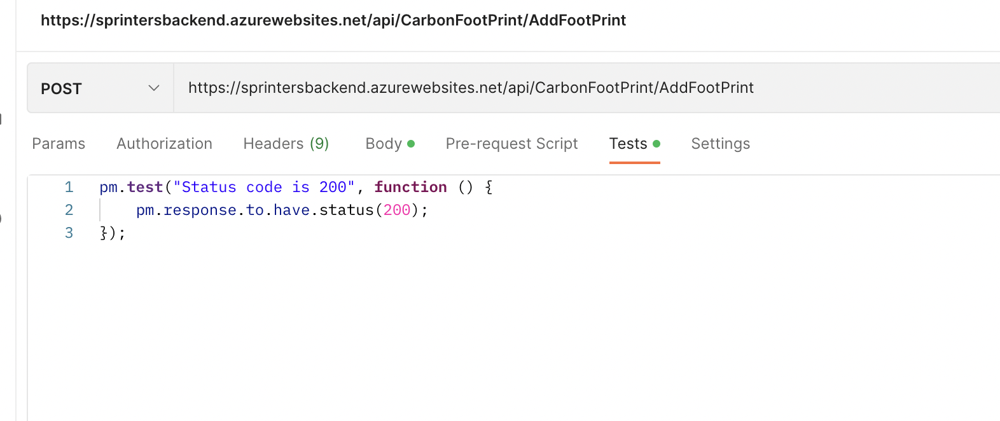 https://sprintersbackend.azurewebsites.net/api/CarbonFootPrint/AddFootPrint
POST https://sprintersbackend.azurewebsites.net/api/CarbonFootPrint/AddFootPrint
Params Authorization Headers (9) Body Pre-request Script Tests Settings
1 pm.test("Status code is 200", function () {
2 pm.response.to.have.status(200);
3 });